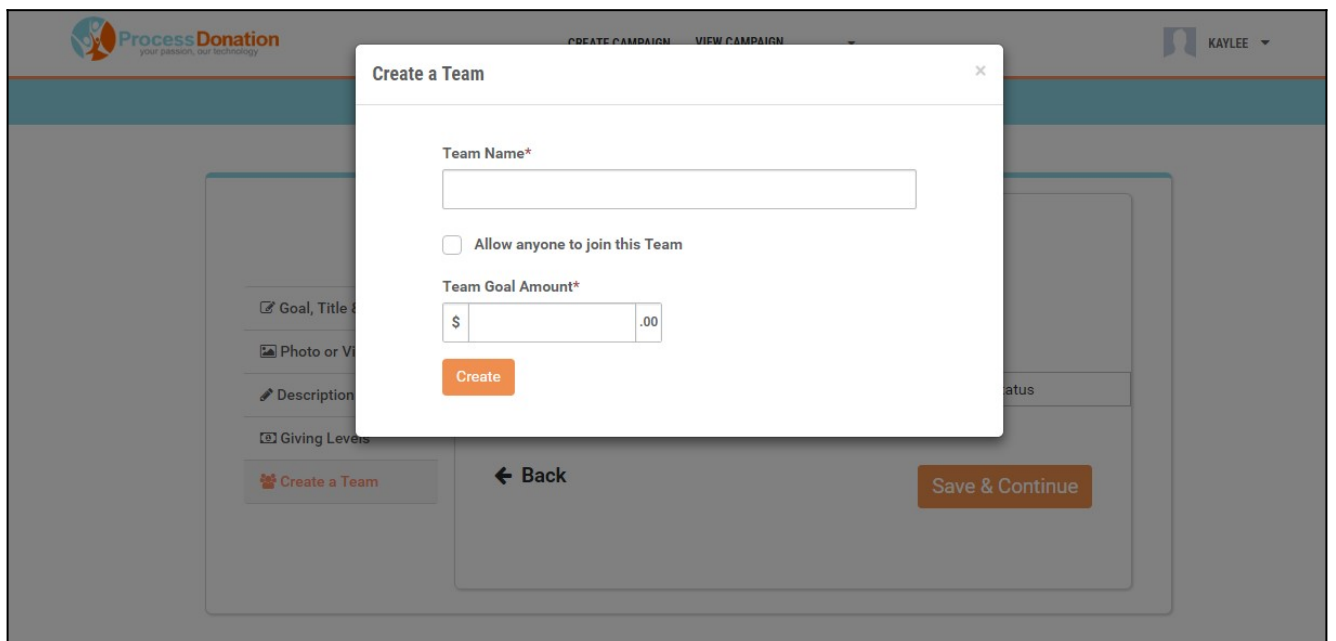 ProcessDonation
your passion, our technology
CREATE CAMPAIGN VIEW CAMPAIGN
KAYLEE
Create a Team
×
Team Name*
Allow anyone to join this Team
Team Goal Amount*
$ .00
Create
Goal, Title &
Photo or Vi
Description
Giving Levels
Create a Team
atus
Back
Save & Continue